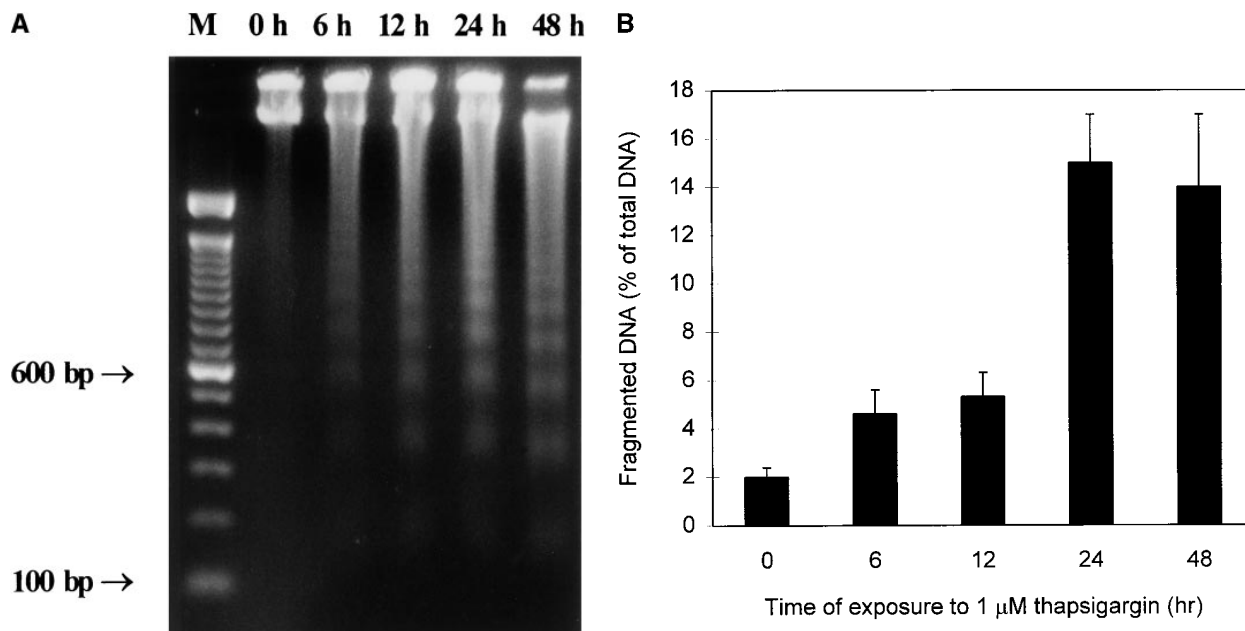 A
M 0 h 6 h 12 h 24 h 48 h
600 bp →
100 bp →
B
Fragmented DNA (% of total DNA)
18
16
14
12
10
8
6
4
2
0
0 6 12 24 48
Time of exposure to 1 μM thapsigargin (hr)